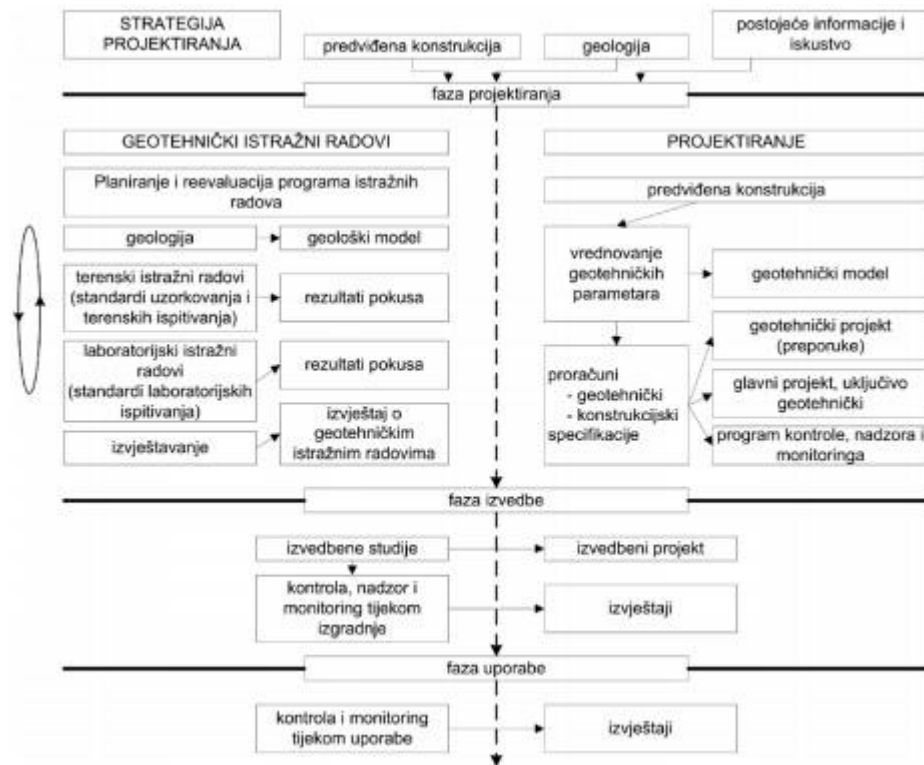 STRATEGIJA
PROJEKTIRANJA
predviđena konstrukcija
geologija
postojeće informacije i
iskustvo
faza projektiranja
GEOTEHNIČKI ISTRAŽNI RADOVI
Planiranje i reevaluacija programa istražnih
radova
geologija
geološki model
terenski istražni radovi
(standardi uzorkovanja i
terenskih ispitivanja)
rezultati pokusa
laboratorijski istražni
radovi
(standardi laboratorijskih
ispitivanja)
rezultati pokusa
izvještavanje
izvještaj o
geotehničkim
istražnim radovima
PROJEKTIRANJE
predviđena konstrukcija
vrednovanje
geotehničkih
parametara
geotehnički model
proračuni
- geotehnički
- konstrukcijski
specifikacije
geotehnički projekt
(preporuke)
glavni projekt, uključivo
geotehnički
program kontrole, nadzora i
monitoringa
faza izvedbe
izvedbene studije
izvedbeni projekt
kontrola, nadzor i
monitoring tijekom
izgradnje
izvještaji
faza uporabe
kontrola i monitoring
tijekom uporabe
izvještaji